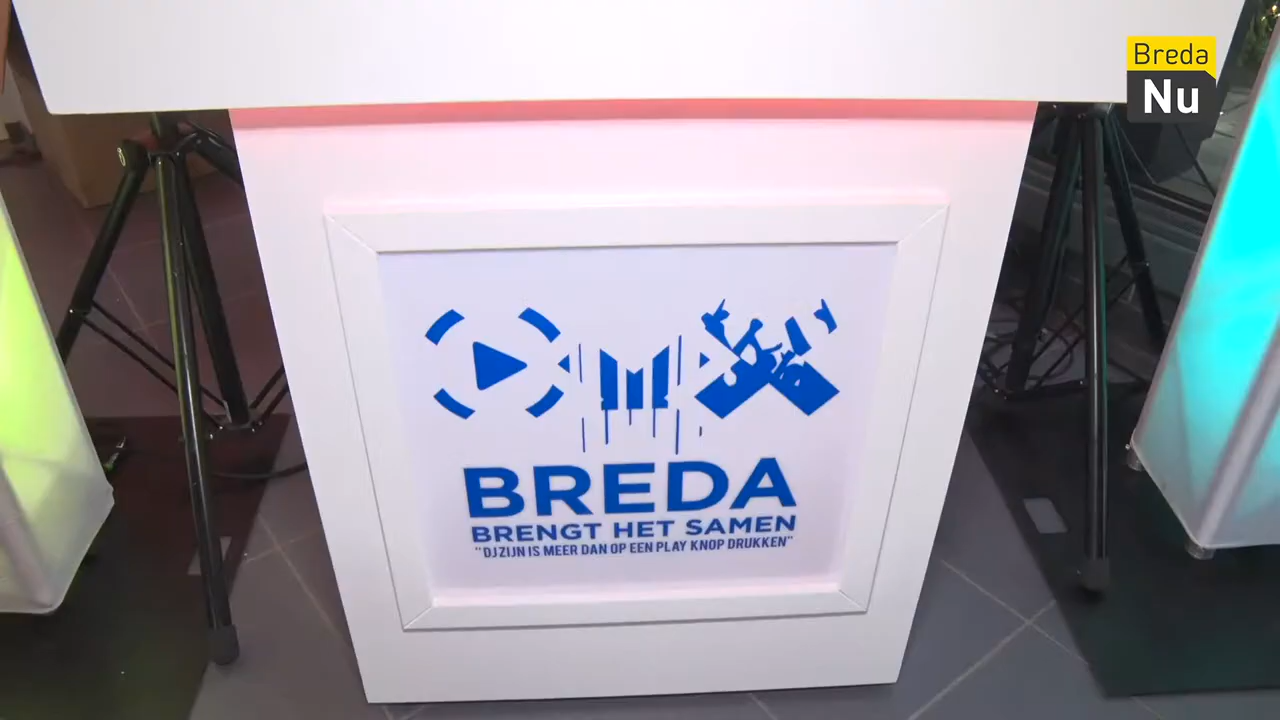 Breda
Nu
BREDA
BRENGT HET SAMEN
"DJ ZIJN IS MEER DAN OP EEN PLAY KNOP DRUKKEN"